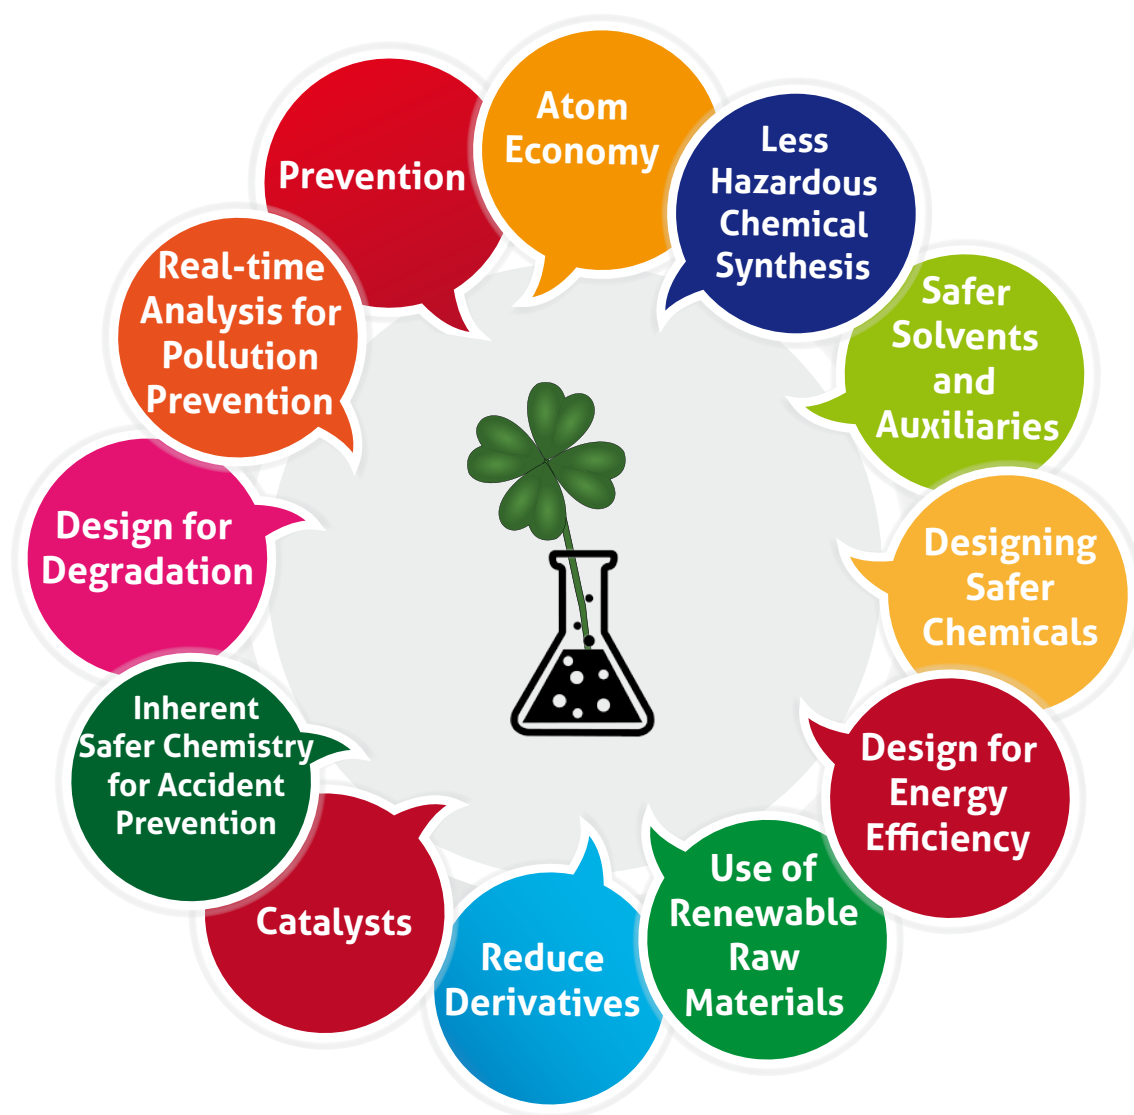 Prevention
Atom
Economy
Less
Hazardous
Chemical
Synthesis
Safer
Solvents
and
Auxiliaries
Designing
Safer
Chemicals
Design for
Energy
Efficiency
Use of
Renewable
Raw
Materials
Reduce
Derivatives
Catalysts
Inherent
Safer Chemistry
for Accident
Prevention
Design for
Degradation
Real-time
Analysis for
Pollution
Prevention